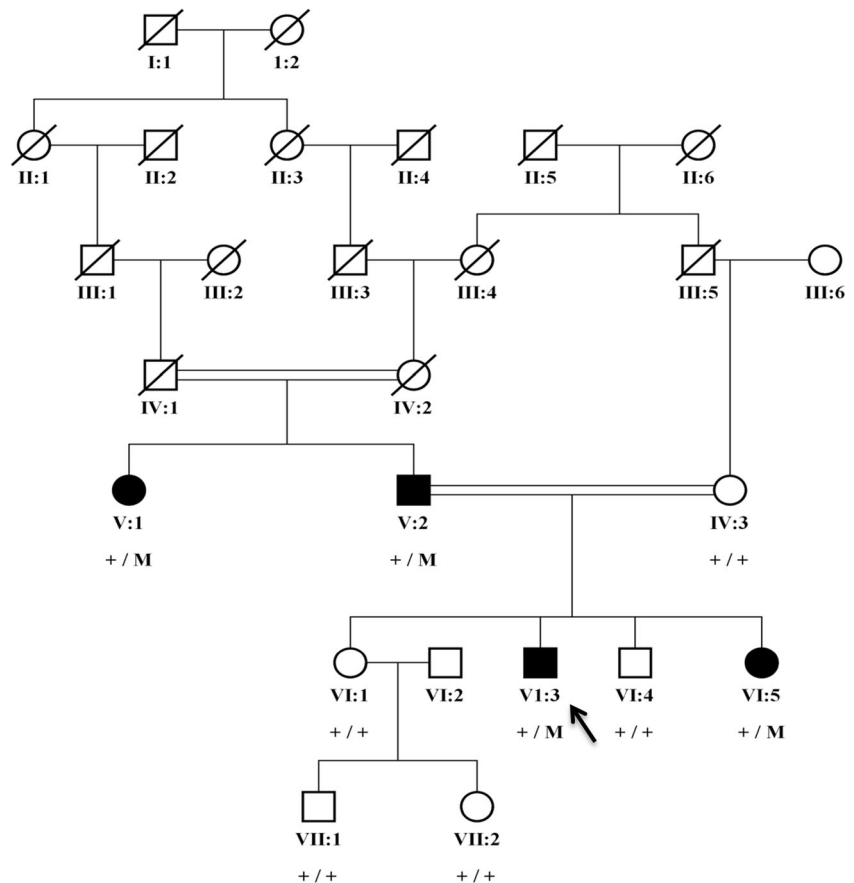 I:1 1:2
II:1 II:2 II:3 II:4 II:5 II:6
III:1 III:2 III:3 III:4 III:5 III:6
IV:1 IV:2
V:1 V:2 IV:3
+ / M + / M + / +
VI:1 VI:2 V1:3 VI:4 VI:5
+ / + + / M + / + + / M
VII:1 VII:2
+ / + + / +